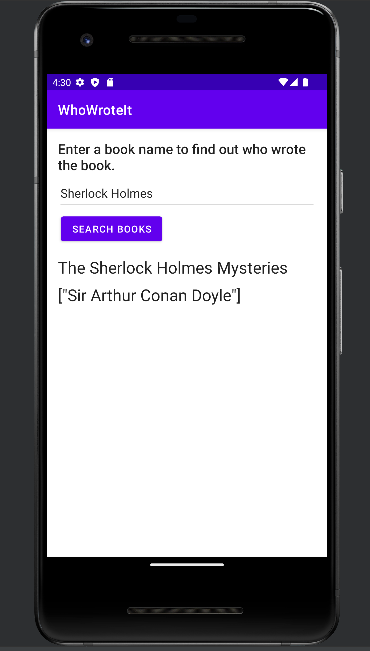 4:30
WhoWroteIt
Enter a book name to find out who wrote
the book.
Sherlock Holmes
SEARCH BOOKS
The Sherlock Holmes Mysteries
["Sir Arthur Conan Doyle"]